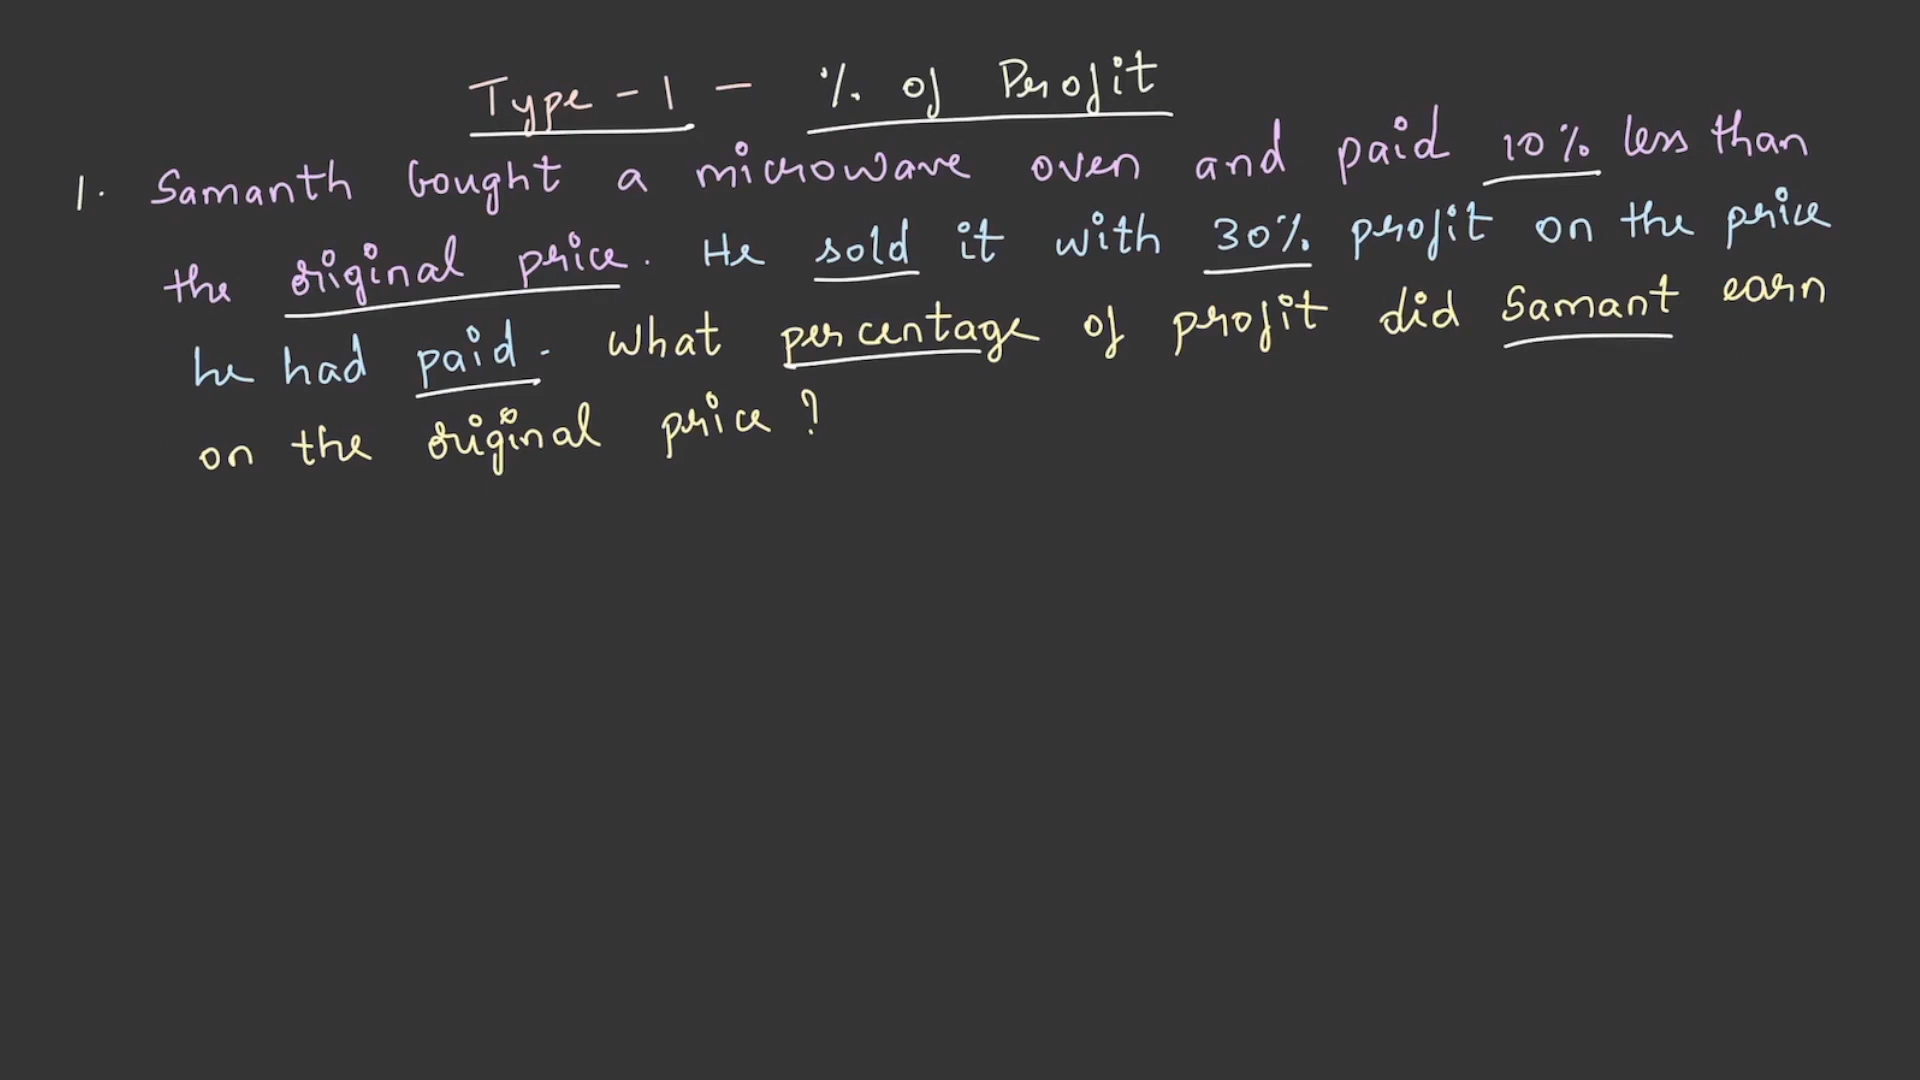 Type - 1 - % of Profit
1. Samanth bought a microwave oven and paid 10% less than
the original price. He sold it with 30% profit on the price
he had paid. What percentage of profit did Samant earn
on the original price?